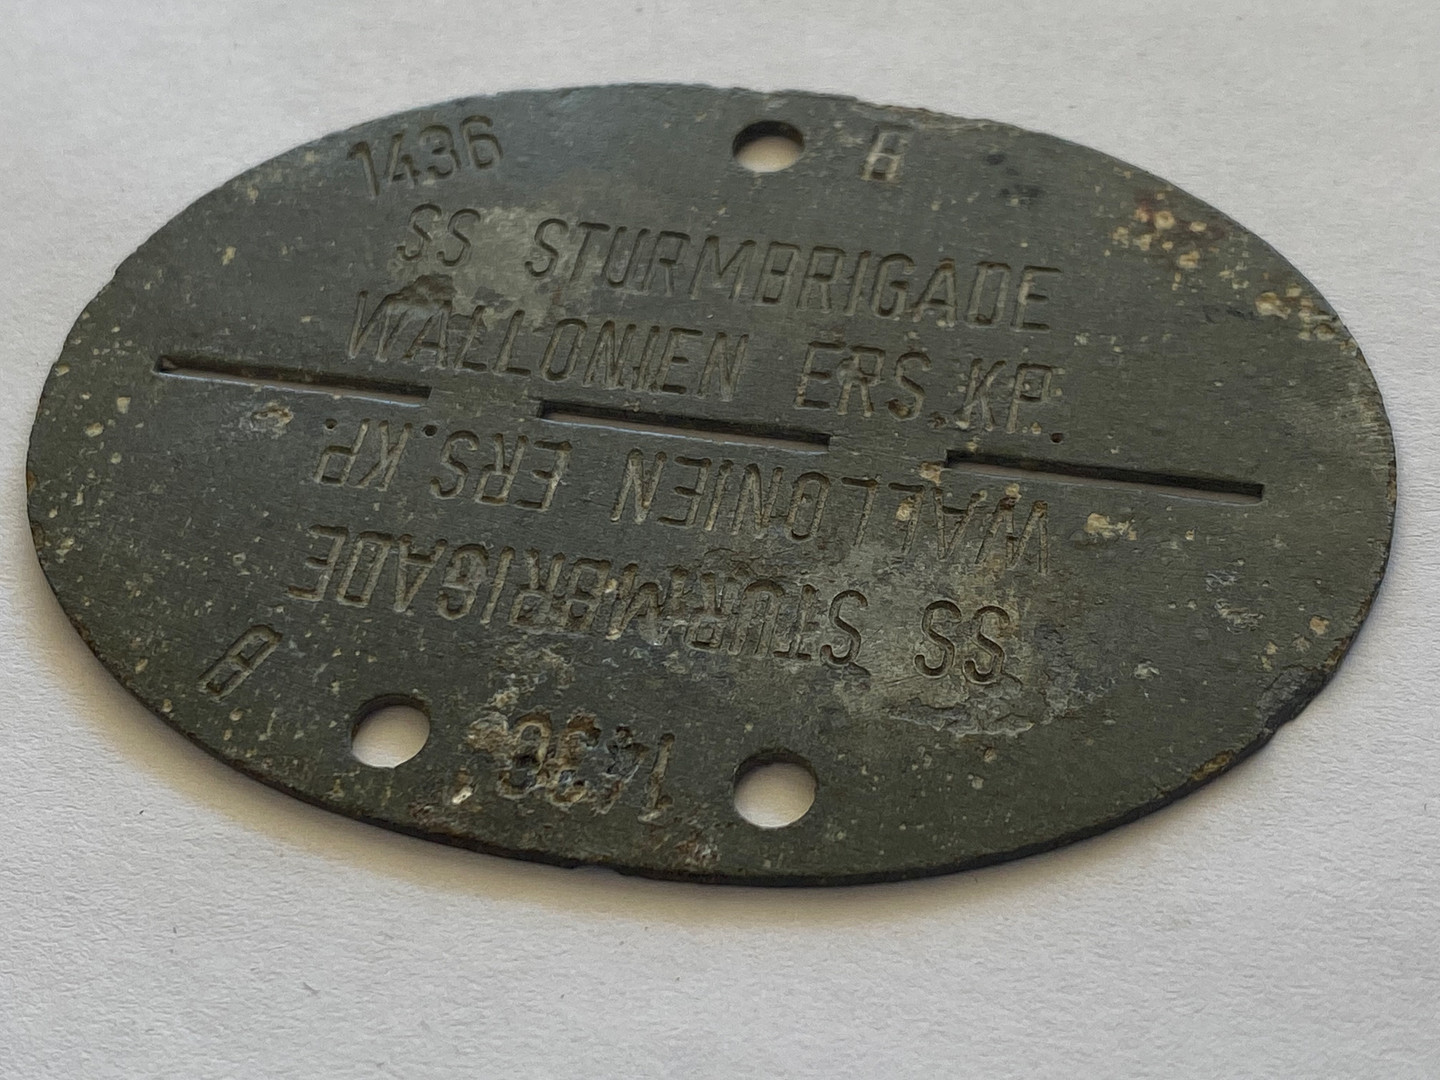 1436 B
SS STURMBRIGADE
WALLONIEN ERS.KP.
WALLONIEN ERS.KP.
SS STURMBRIGADE
1436 B